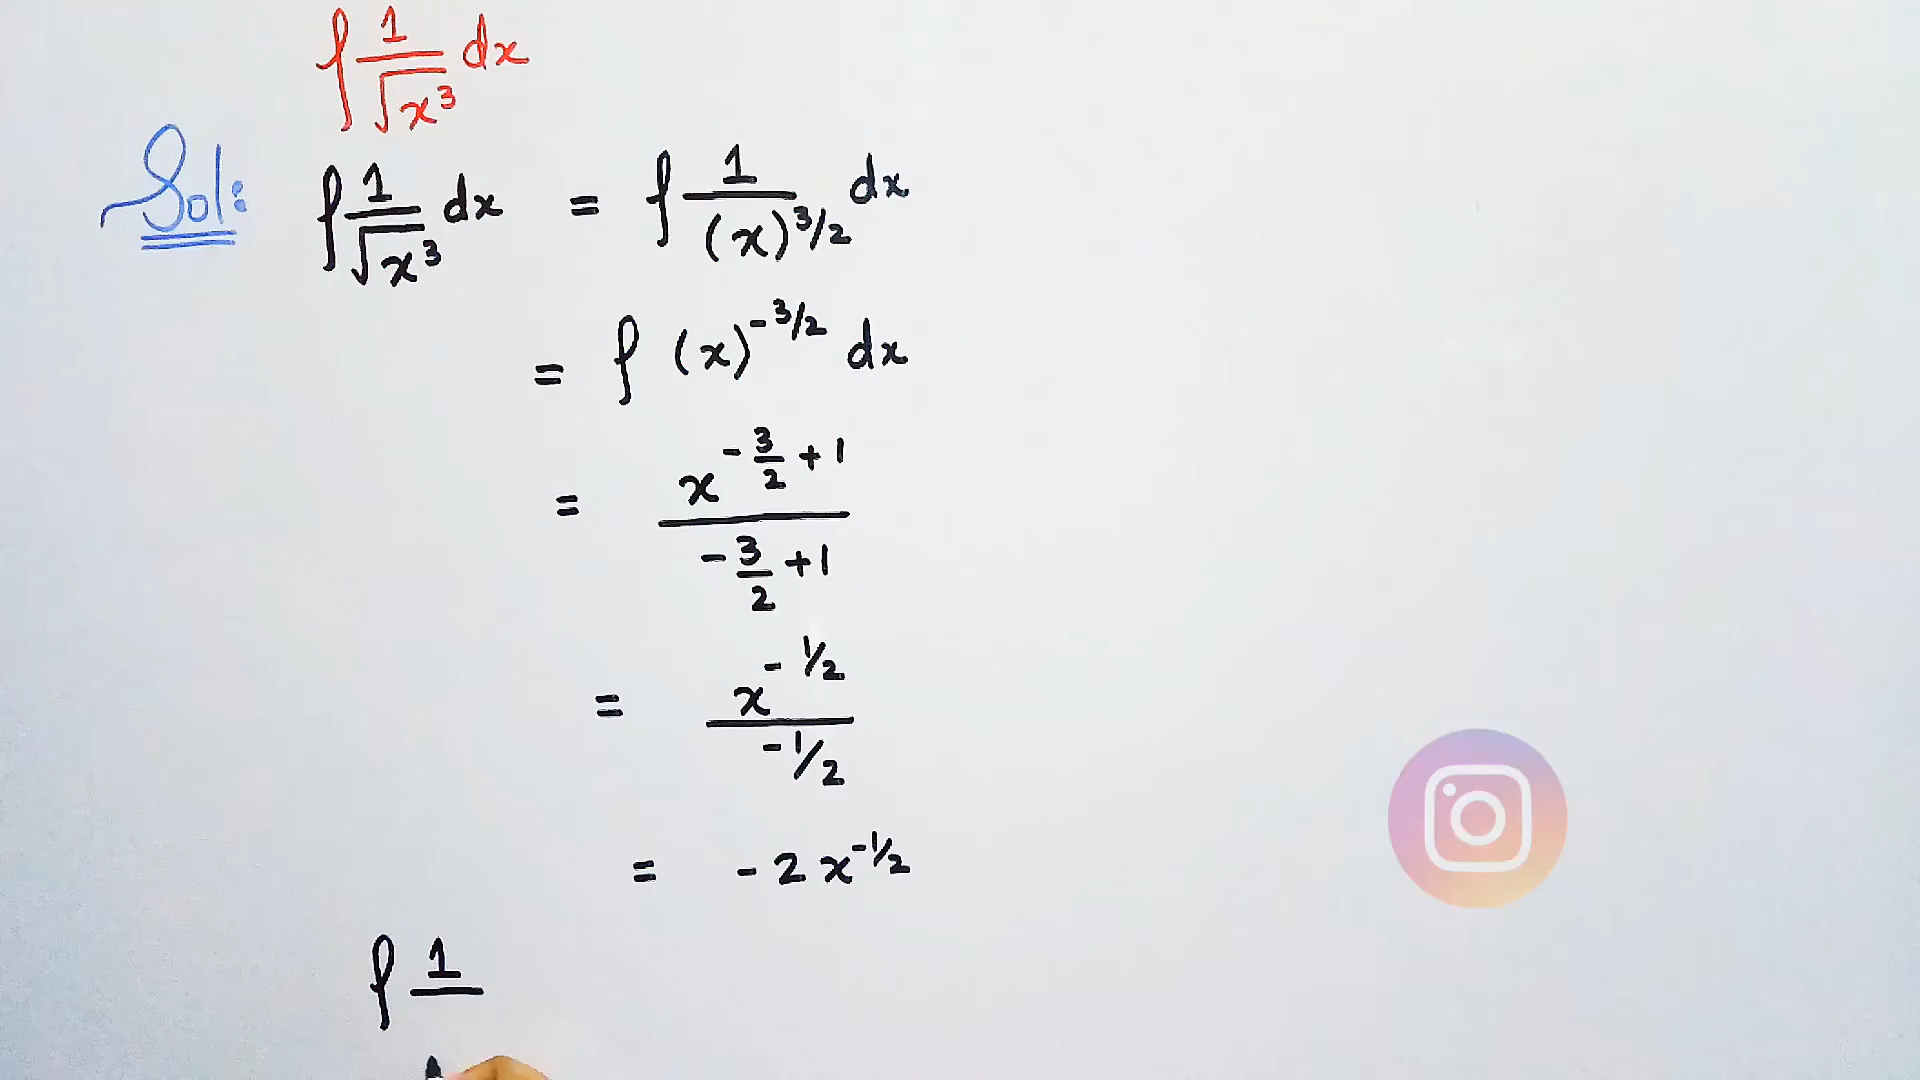 ∫ 1/√x³ dx
Sol: ∫ 1/√x³ dx = ∫ 1/(x)^3/2 dx
= ∫ (x)^-3/2 dx
= x^(-3/2 + 1) / (-3/2 + 1)
= x^-1/2 / -1/2
= -2 x^-1/2
∫ 1/